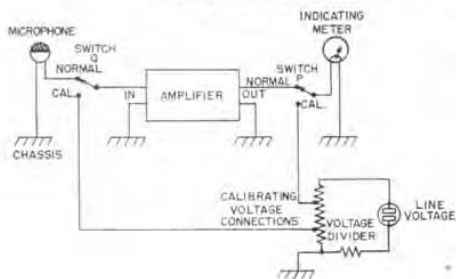 INDICATING
METER
MICROPHONE
SWITCH
Q
NORMAL
CAL.
IN
AMPLIFIER
OUT
NORMAL
SWITCH
P
CAL.
CHASSIS
CALIBRATING
VOLTAGE
CONNECTIONS
VOLTAGE
DIVIDER
LINE
VOLTAGE